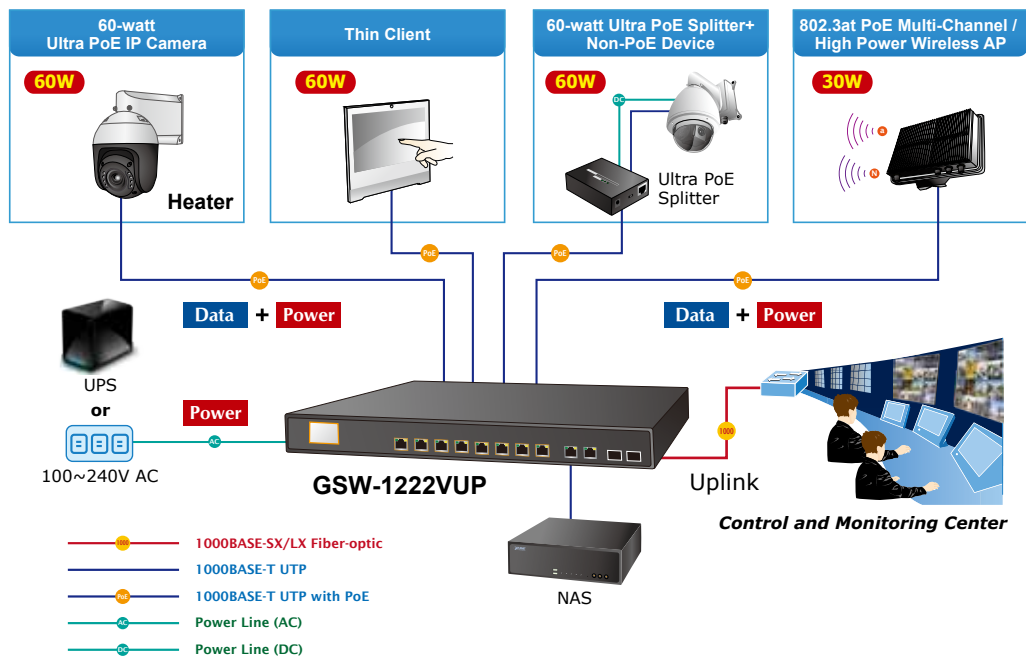 60-watt
Ultra PoE IP Camera
Thin Client
60-watt Ultra PoE Splitter+
Non-PoE Device
802.3at PoE Multi-Channel /
High Power Wireless AP
60W
60W
60W
30W
DC
a
N
Heater
Ultra PoE
Splitter
PoE
PoE
PoE
PoE
Data + Power
Data + Power
UPS
or
Power
AC
100~240V AC
1000
GSW-1222VUP
Uplink
Control and Monitoring Center
NAS
1000 1000BASE-SX/LX Fiber-optic
1000BASE-T UTP
PoE 1000BASE-T UTP with PoE
AC Power Line (AC)
DC Power Line (DC)